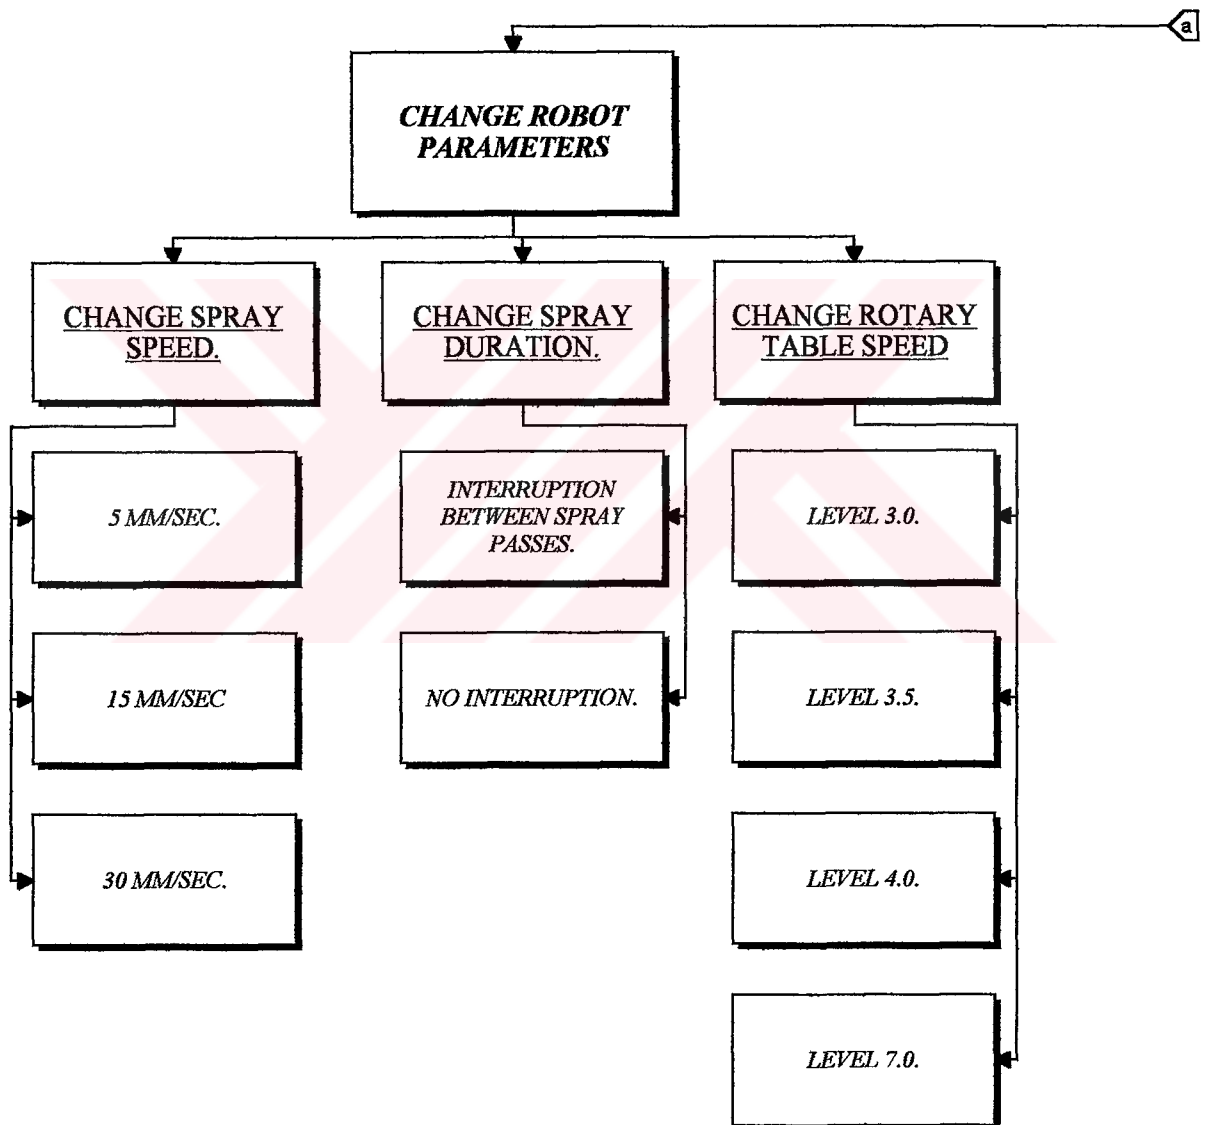 a
CHANGE ROBOT
PARAMETERS
CHANGE SPRAY
SPEED.
CHANGE SPRAY
DURATION.
CHANGE ROTARY
TABLE SPEED
5 MM/SEC.
15 MM/SEC
30 MM/SEC.
INTERRUPTION
BETWEEN SPRAY
PASSES.
NO INTERRUPTION.
LEVEL 3.0.
LEVEL 3.5.
LEVEL 4.0.
LEVEL 7.0.